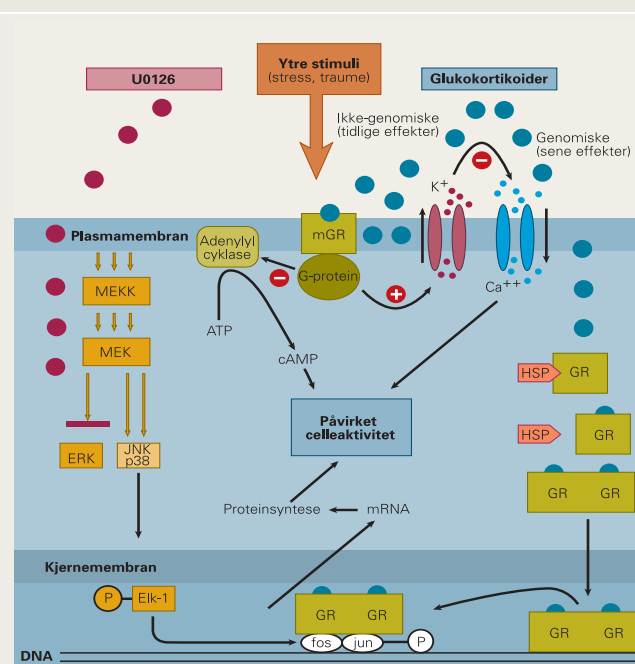 U0126
Ytre stimuli
(stress, traume)
Glukokortikoider
Ikke-genomiske
(tidlige effekter)
Genomiske
(sene effekter)
K+
Plasmamembran
Adenylyl
cyklase
mGR
G-protein
Ca++
MEKK
ATP
MEK
cAMP
HSP
GR
Påvirket
celleaktivitet
HSP
GR
ERK
JNK
p38
GR GR
Proteinsyntese
mRNA
Kjernemembran
P
Elk-1
GR GR
fos
jun
P
GR GR
DNA